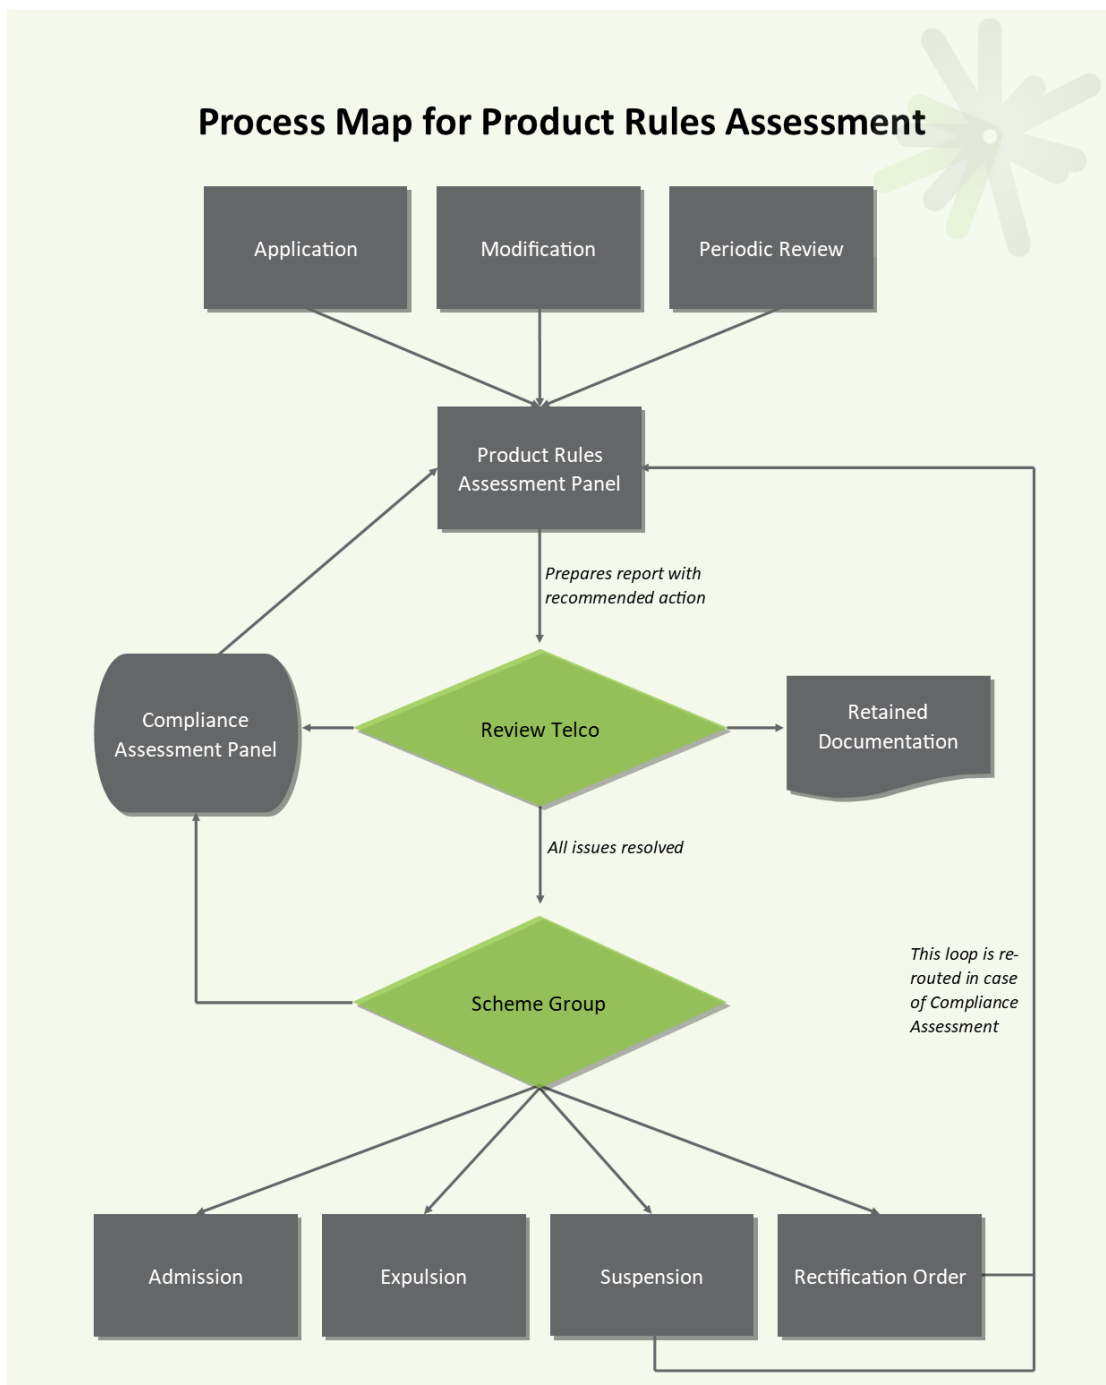 Process Map for Product Rules Assessment
Application
Modification
Periodic Review
Product Rules
Assessment Panel
Prepares report with
recommended action
Compliance
Assessment Panel
Review Telco
Retained
Documentation
All issues resolved
This loop is re-
routed in case
of Compliance
Assessment
Scheme Group
Admission
Expulsion
Suspension
Rectification Order